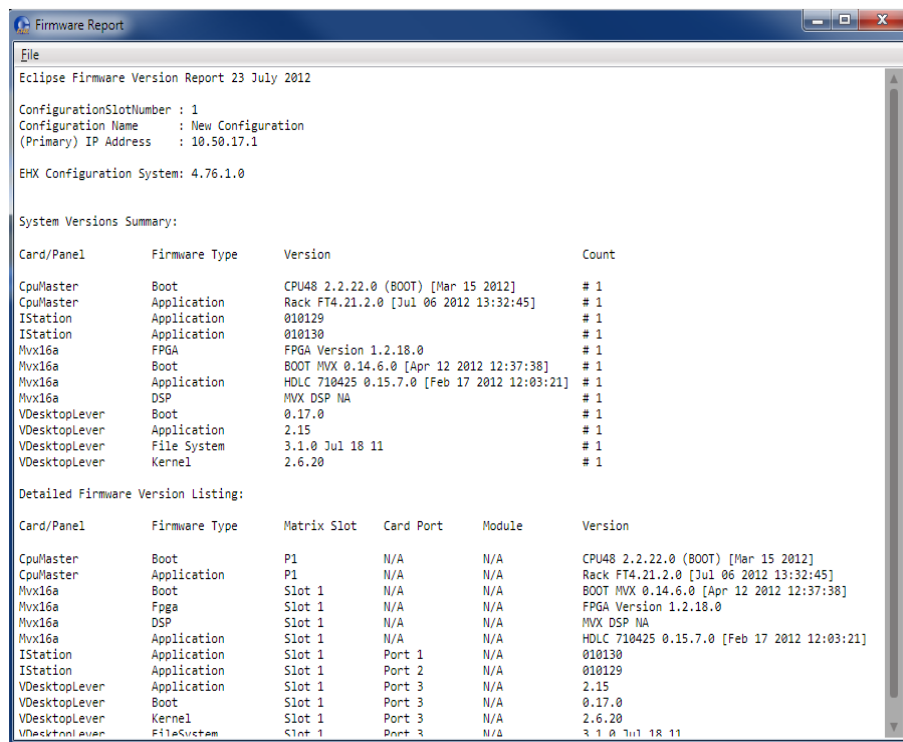 Firmware Report
File
Eclipse Firmware Version Report 23 July 2012
ConfigurationSlotNumber : 1
Configuration Name : New Configuration
(Primary) IP Address : 10.50.17.1
EHX Configuration System: 4.76.1.0
System Versions Summary:
Card/Panel Firmware Type Version Count
CpuMaster Boot CPU48 2.2.22.0 (BOOT) [Mar 15 2012] # 1
CpuMaster Application Rack FT4.21.2.0 [Jul 06 2012 13:32:45] # 1
IStation Application 010129 # 1
IStation Application 010130 # 1
Mvx16a FPGA FPGA Version 1.2.18.0 # 1
Mvx16a Boot BOOT MVX 0.14.6.0 [Apr 12 2012 12:37:38] # 1
Mvx16a Application HDLC 710425 0.15.7.0 [Feb 17 2012 12:03:21] # 1
Mvx16a DSP MVX DSP NA # 1
VDesktopLever Boot 0.17.0 # 1
VDesktopLever Application 2.15 # 1
VDesktopLever File System 3.1.0 Jul 18 11 # 1
VDesktopLever Kernel 2.6.20 # 1
Detailed Firmware Version Listing:
Card/Panel Firmware Type Matrix Slot Card Port Module Version
CpuMaster Boot P1 N/A N/A CPU48 2.2.22.0 (BOOT) [Mar 15 2012]
CpuMaster Application P1 N/A N/A Rack FT4.21.2.0 [Jul 06 2012 13:32:45]
Mvx16a Boot Slot 1 N/A N/A BOOT MVX 0.14.6.0 [Apr 12 2012 12:37:38]
Mvx16a Fpga Slot 1 N/A N/A FPGA Version 1.2.18.0
Mvx16a DSP Slot 1 N/A N/A MVX DSP NA
Mvx16a Application Slot 1 N/A N/A HDLC 710425 0.15.7.0 [Feb 17 2012 12:03:21]
IStation Application Slot 1 Port 1 N/A 010130
IStation Application Slot 1 Port 2 N/A 010129
VDesktopLever Application Slot 1 Port 3 N/A 2.15
VDesktopLever Boot Slot 1 Port 3 N/A 0.17.0
VDesktopLever Kernel Slot 1 Port 3 N/A 2.6.20
VDesktopLever FileSystem Slot 1 Port 3 N/A 3.1.0 Jul 18 11